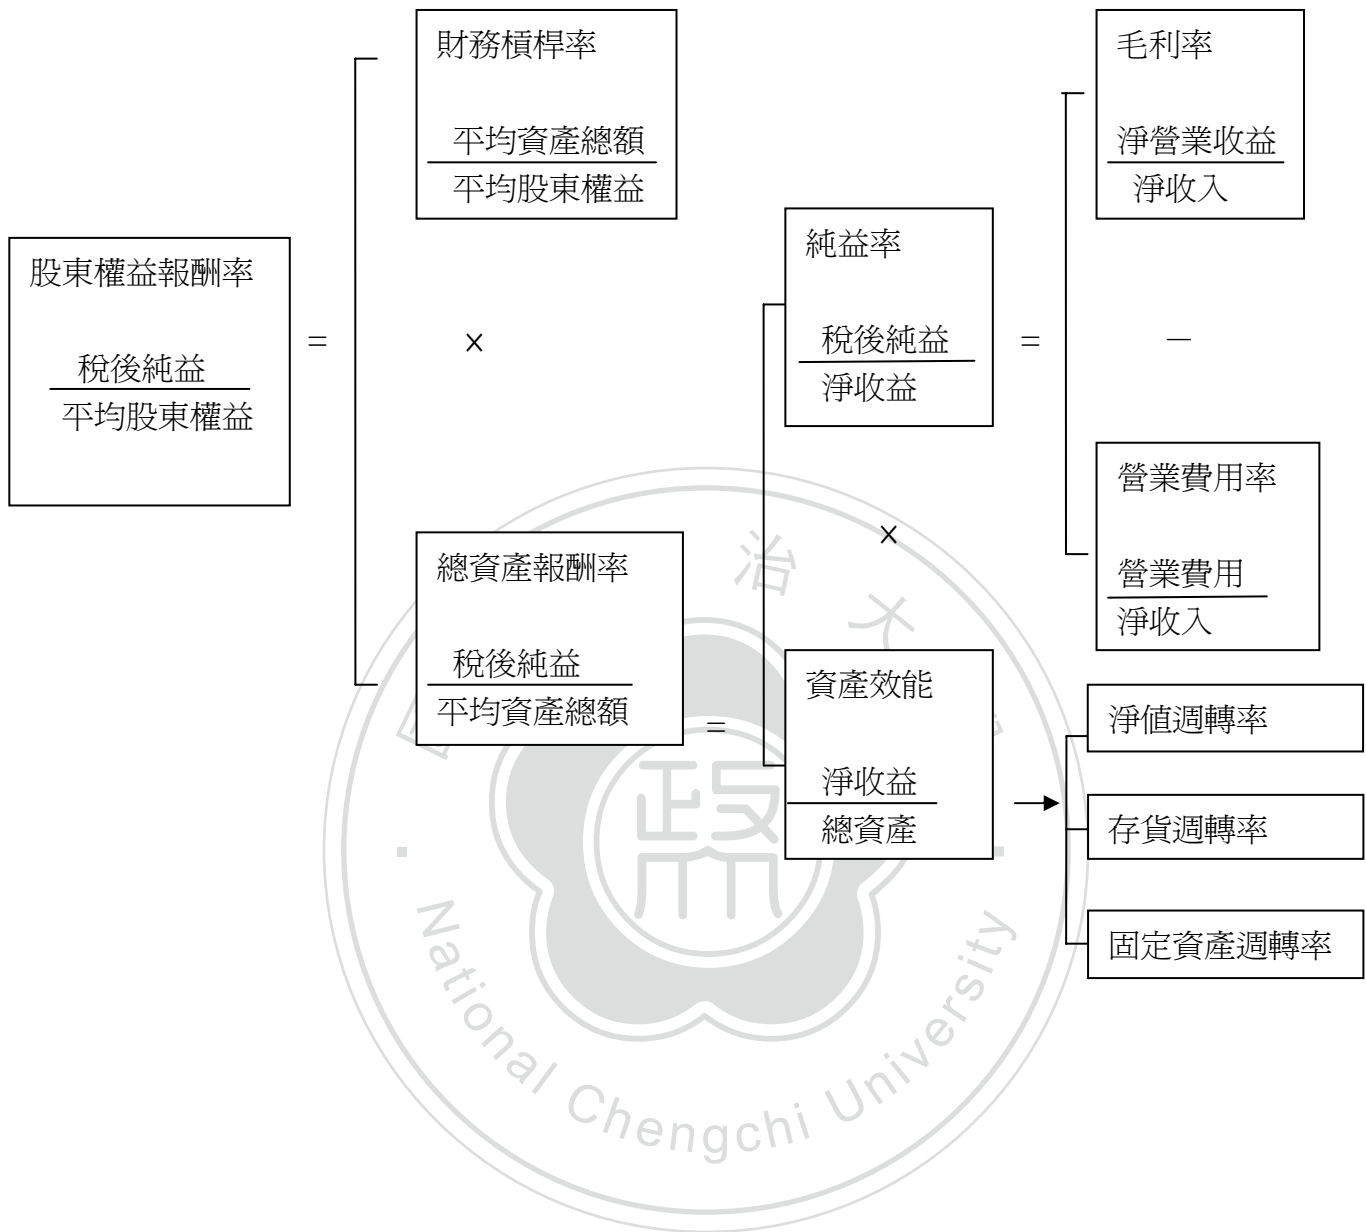 財務槓桿率
平均資產總額
平均股東權益
毛利率
淨營業收益
淨收入
股東權益報酬率
稅後純益
平均股東權益
=
×
純益率
稅後純益
淨收益
=
－
營業費用率
營業費用
淨收入
總資產報酬率
稅後純益
平均資產總額
=
×
資產效能
淨收益
總資產
淨值週轉率
存貨週轉率
固定資產週轉率
治大
政
National Chengchi University